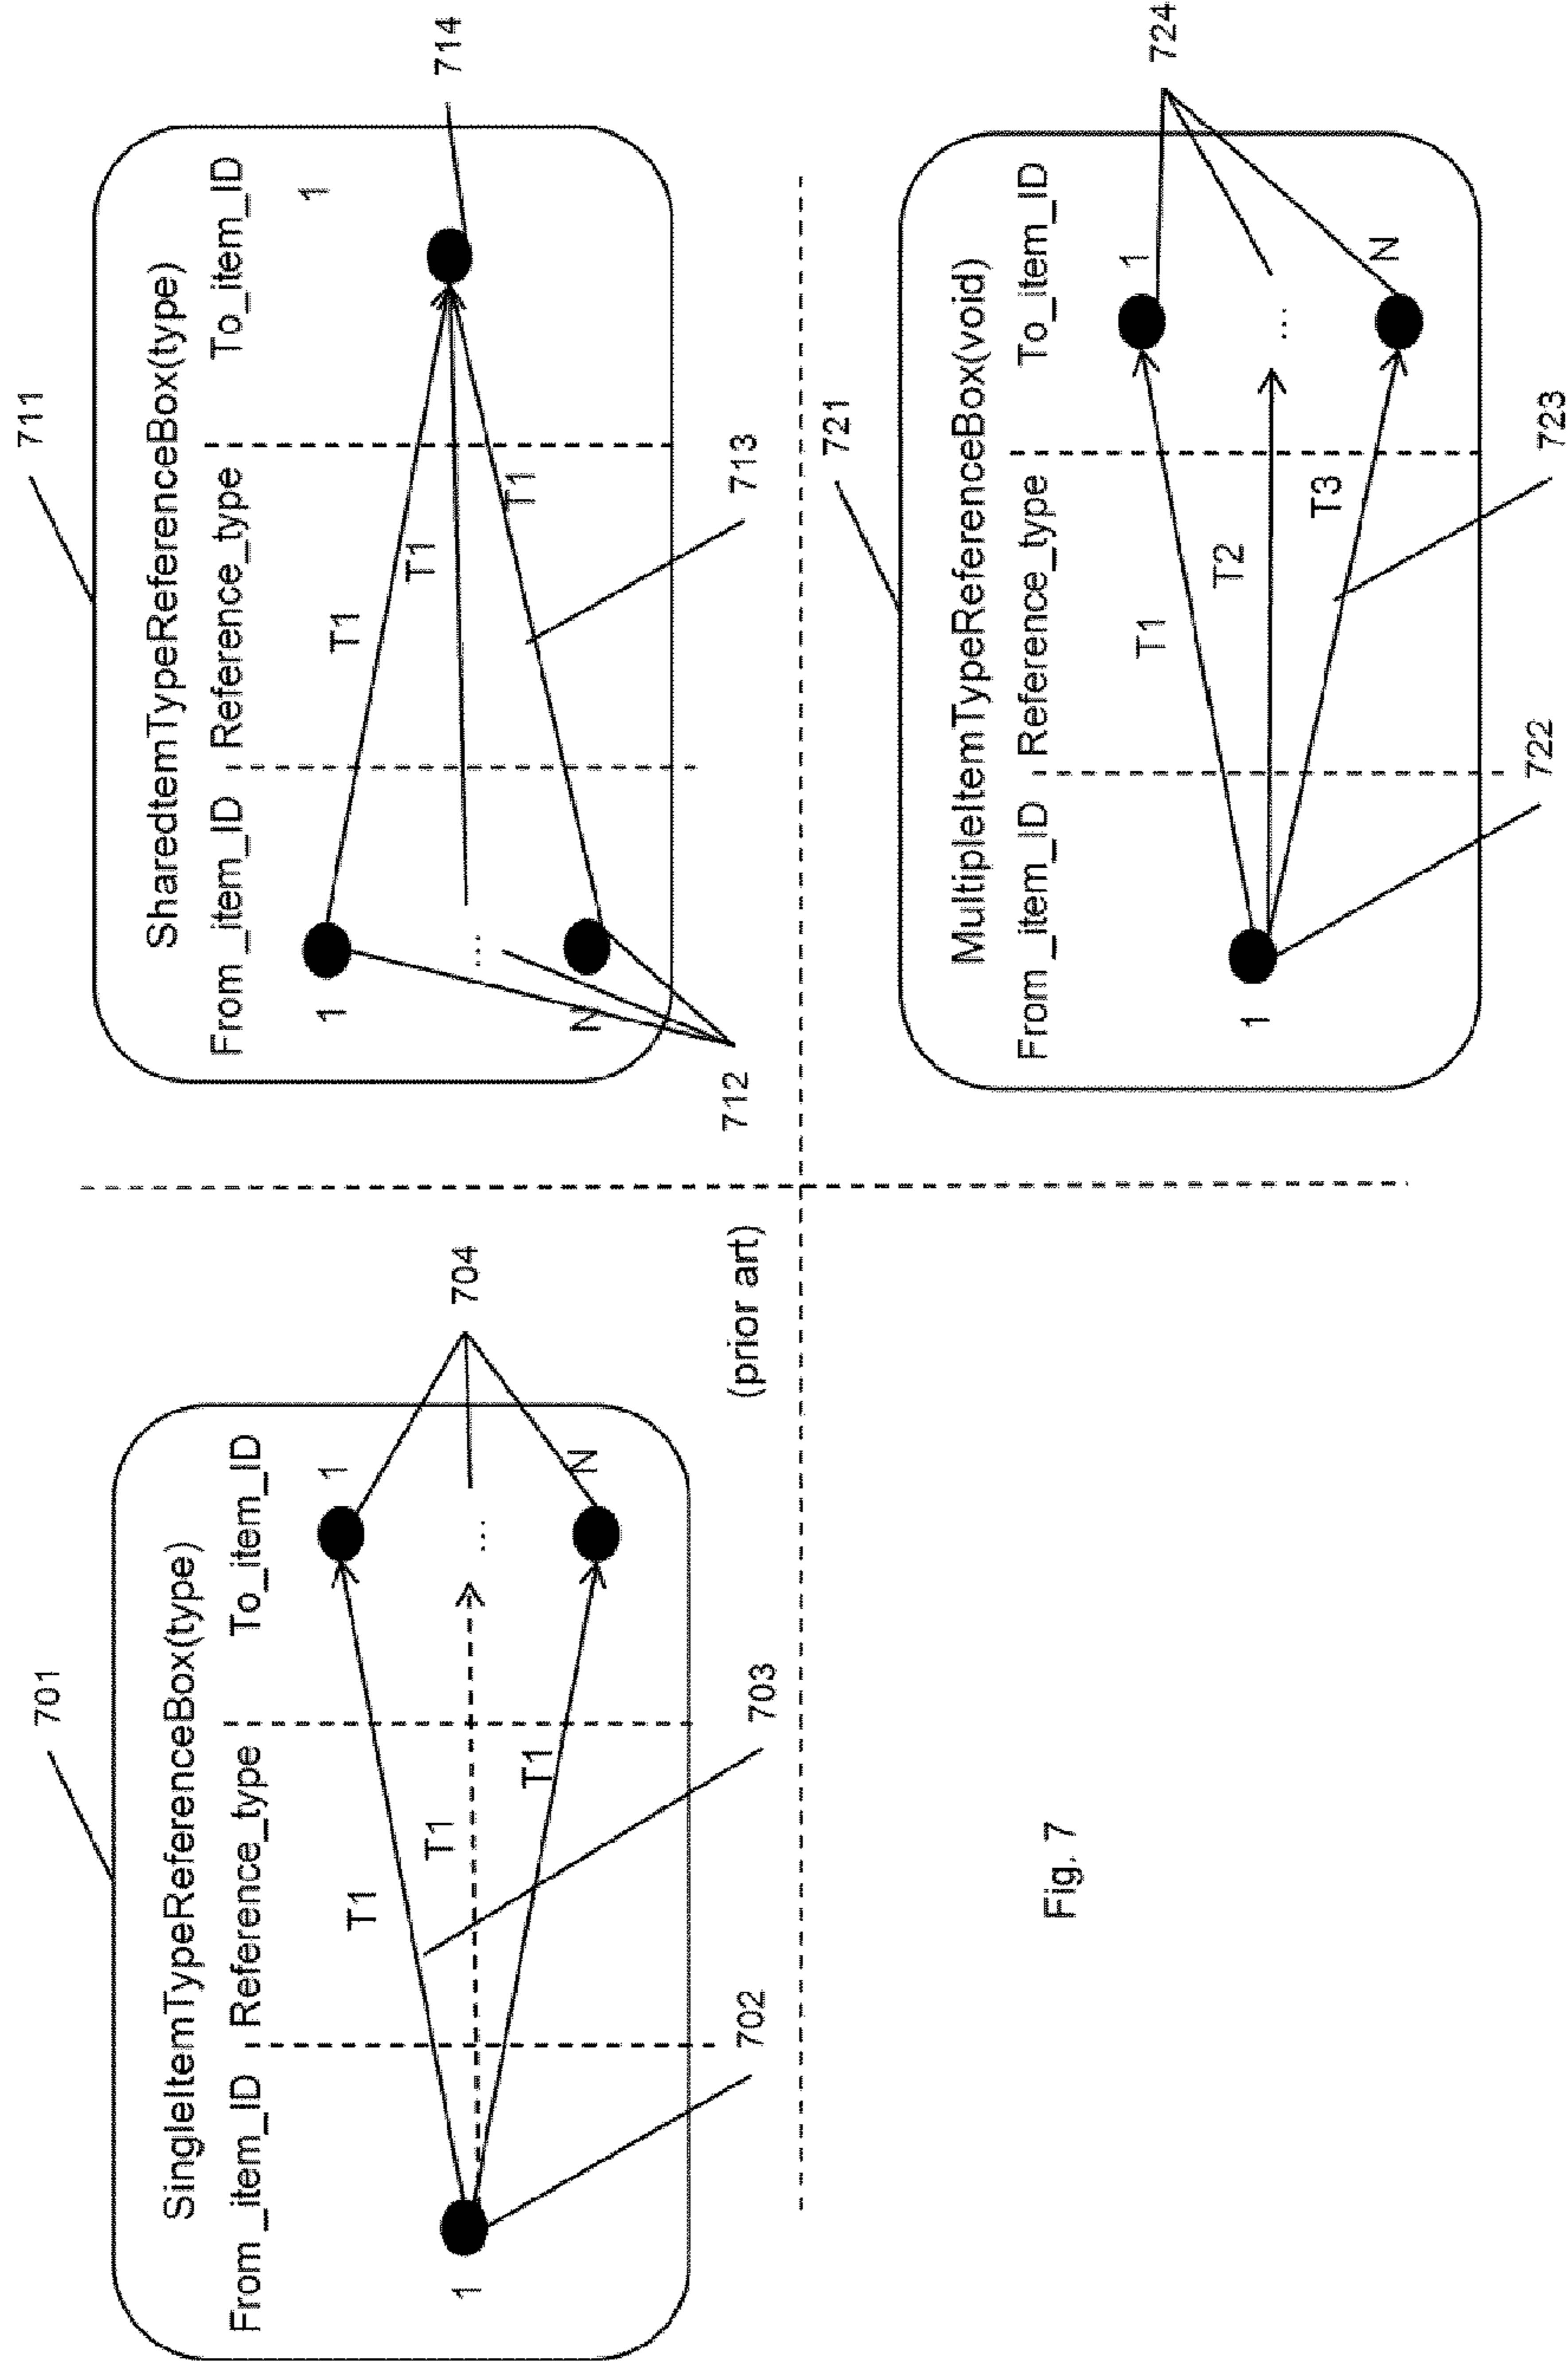 701
SingleItemTypeReferenceBox(type)
From_item_ID Reference_type To_item_ID
1
T1
T1
T1
1
...
N
702
703
704
(prior art)
711
SharedItemTypeReferenceBox(type)
From_item_ID Reference_type To_item_ID
1
...
N
T1
T1
T1
1
712
713
714
721
MultipleItemTypeReferenceBox(void)
From_item_ID Reference_type To_item_ID
1
T1
T2
T3
1
...
N
722
723
724
Fig. 7